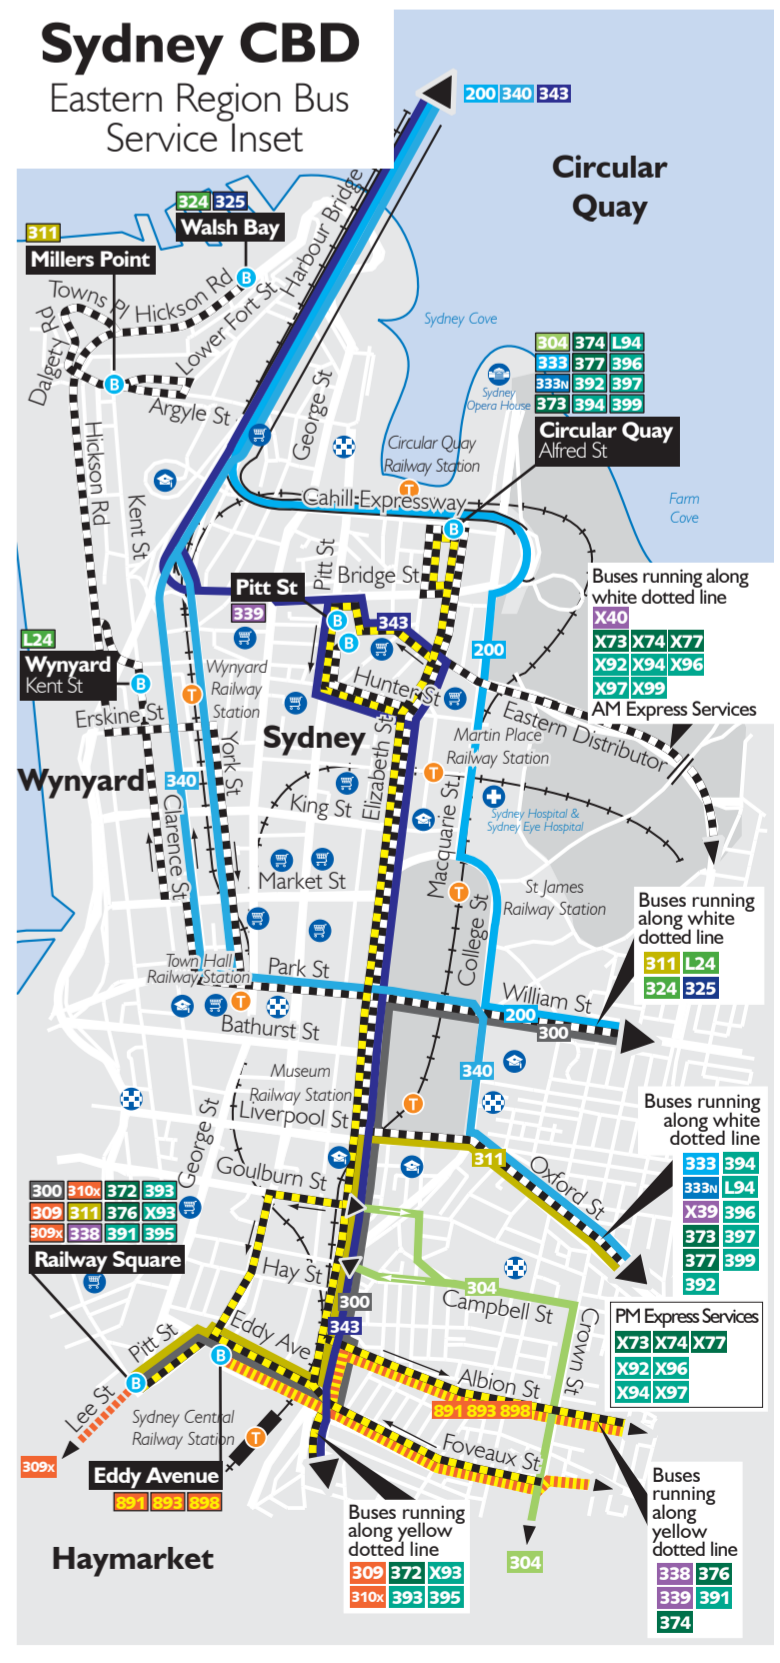 Sydney CBD
Eastern Region Bus
Service Inset
200 340 343
Circular
Quay
324 325
Walsh Bay
311
Millers Point
Harbour Bridge
Towns Pl
Hickson Rd
Lower Fort St
Dalgety Rd
Argyle St
Sydney Cove
George St
Sydney
Opera House
304 374 L94
333 377 396
333N 392 397
373 394 399
Circular Quay
Alfred St
Circular Quay
Railway Station
Hickson Rd
Kent St
Cahill Expressway
Farm
Cove
Pitt St
Bridge St
Pitt St
339
343
Buses running along
white dotted line
X40
X73 X74 X77
X92 X94 X96
X97 X99
AM Express Services
L24
Wynyard
Kent St
200
Wynyard
Railway
Station
Hunter St
Erskine St
Eastern Distributor
Sydney
Martin Place
Railway Station
Wynyard
York St
Elizabeth St
340
King St
Macquarie St
Sydney Hospital &
Sydney Eye Hospital
Clarence St
Market St
St James
Railway Station
College St
Buses running
along white
dotted line
311 L24
324 325
Town Hall
Railway Station
Park St
William St
200
300
Bathurst St
Museum
Railway Station
340
Liverpool St
George St
Buses running
along white
dotted line
333 394
333N L94
X39 396
373 397
377 399
392
311
Oxford St
Goulburn St
300 310x 372 393
309 311 376 X93
309x 338 391 395
Railway Square
Hay St
304
Campbell St
300
343
Crown St
PM Express Services
X73 X74 X77
X92 X96
X94 X97
Pitt St
Eddy Ave
Lee St
Albion St
891 893 898
Sydney Central
Railway Station
Foveaux St
309x
Eddy Avenue
891 893 898
Buses
running
along
yellow
dotted line
338 376
339 391
374
Buses running
along yellow
dotted line
309 372 X93
310x 393 395
304
Haymarket
T
B